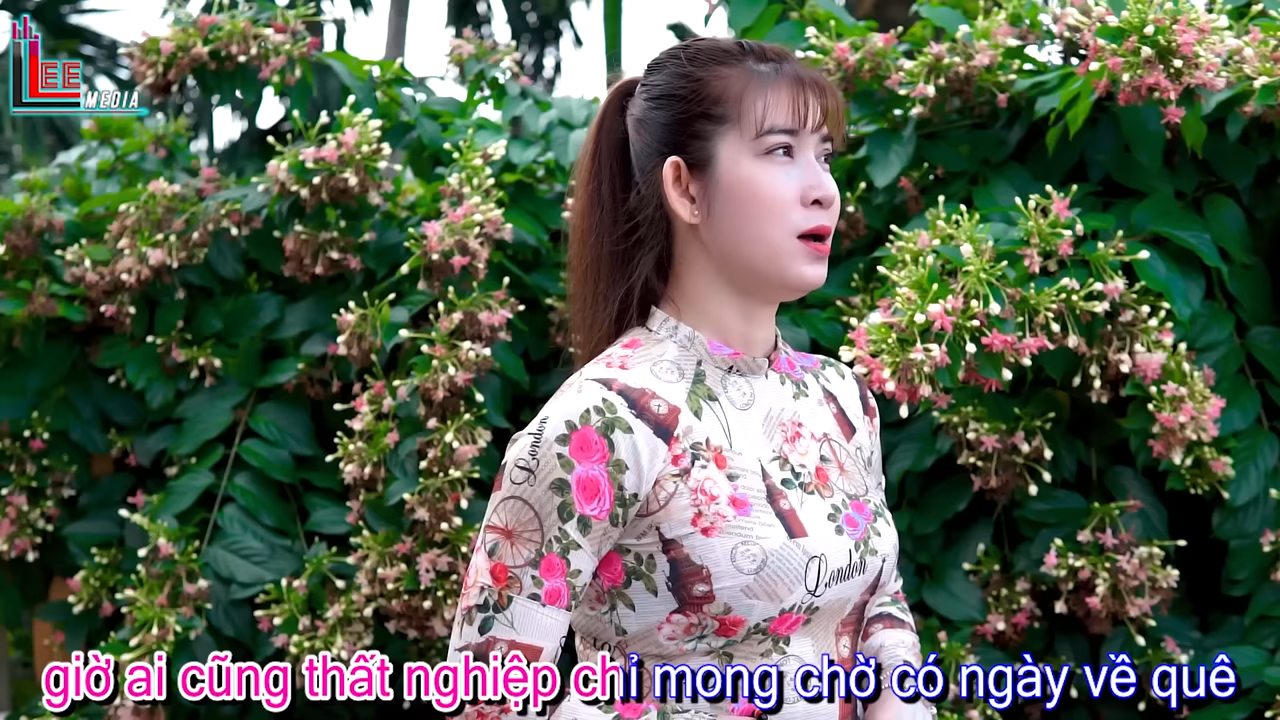 LEE
MEDIA
London
London
giờ ai cũng thất nghiệp chỉ mong chờ có ngày về quê